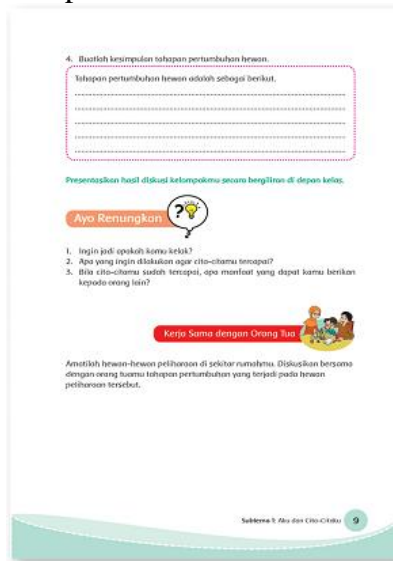 4. Buatlah kesimpulan tahapan pertumbuhan hewan.
Tahapan pertumbuhan hewan adalah sebagai berikut.
Presentasikan hasil diskusi kelompokmu secara bergiliran di depan kelas.
Ayo Renungkan
?
1. Ingin jadi apakah kamu kelak?
2. Apa yang ingin dilakukan agar cita-citamu tercapai?
3. Bila cita-citamu sudah tercapai, apa manfaat yang dapat kamu berikan
kepada orang lain?
Kerja Sama dengan Orang Tua
Amatilah hewan-hewan peliharaan di sekitar rumahmu. Diskusikan bersama
dengan orang tuamu tahapan pertumbuhan yang terjadi pada hewan
peliharaan tersebut.
Subtema 1: Aku dan Cita-Citaku 9